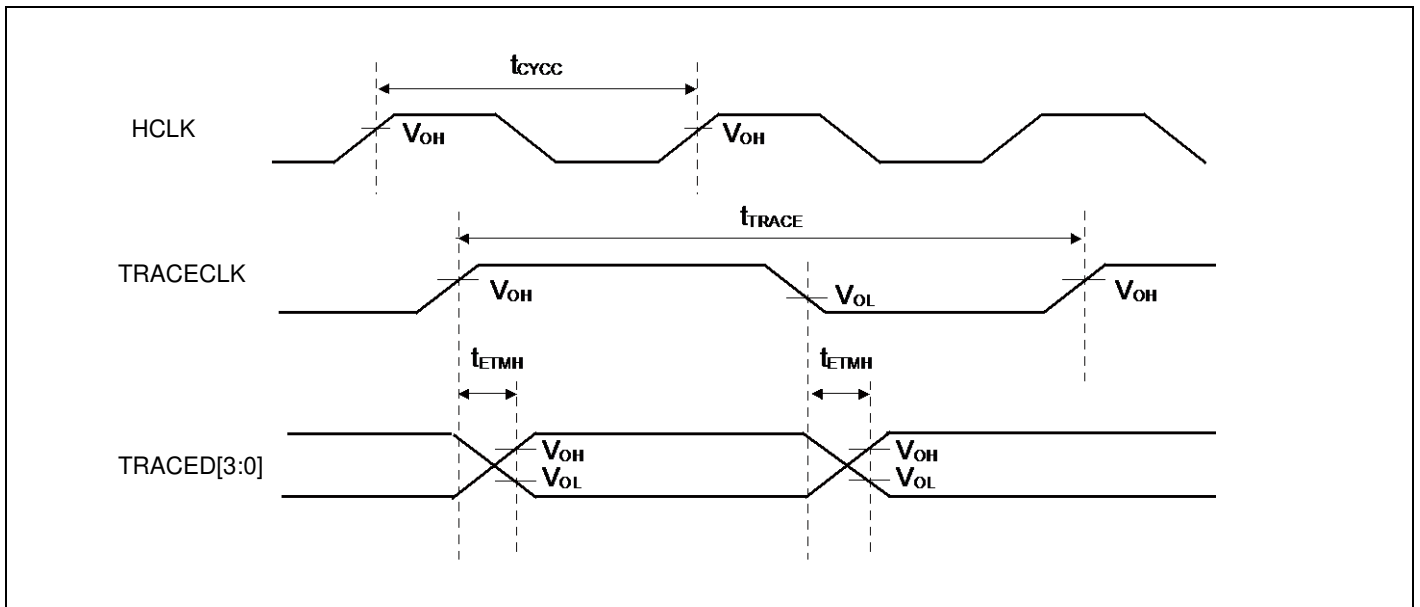 tCYCC
HCLK
VOH
VOH
tTRACE
TRACECLK
VOH
VOL
VOH
tETMH
tETMH
TRACED[3:0]
VOH
VOH
VOL
VOL